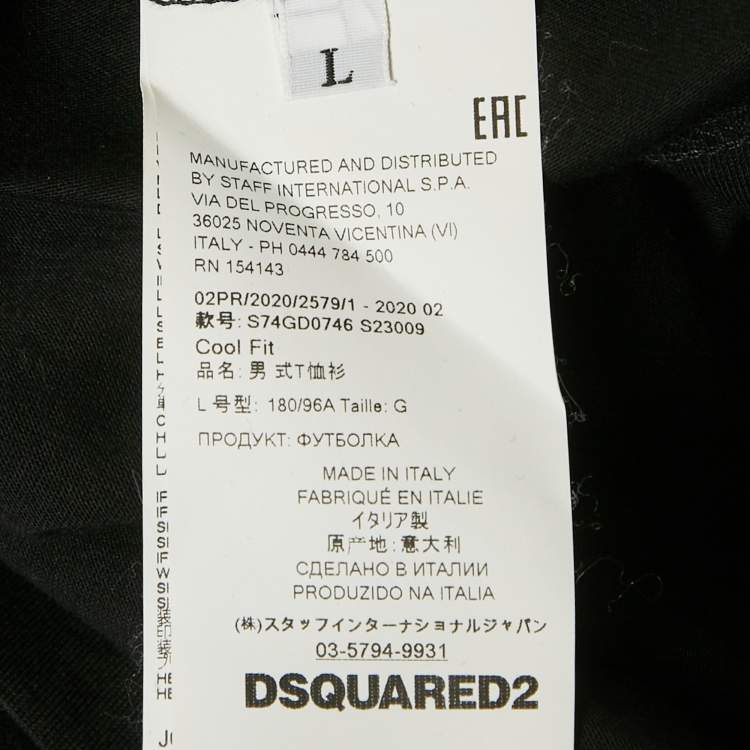 L
EAC
MANUFACTURED AND DISTRIBUTED
BY STAFF INTERNATIONAL S.P.A.
VIA DEL PROGRESSO, 10
36025 NOVENTA VICENTINA (VI)
ITALY - PH 0444 784 500
RN 154143
02PR/2020/2579/1 - 2020 02
款号: S74GD0746 S23009
Cool Fit
品名: 男 式T恤衫
L 号型: 180/96A Taille: G
ПРОДУКТ: ФУТБОЛКА
MADE IN ITALY
FABRIQUÉ EN ITALIE
イタリア製
原产地: 意大利
СДЕЛАНО В ИТАЛИИ
PRODUZIDO NA ITALIA
(株)スタッフインターナショナルジャパン
03-5794-9931
DSQUARED2